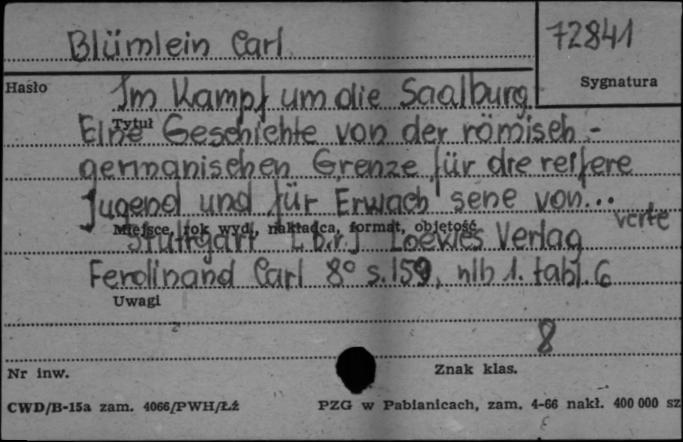 Blümlein Carl
72841
Hasło
Sygnatura
Im Kampf um die Saalburg.
Tytuł
Eine Geschichte von der römisch-
germanischen Grenze für die reifere
Jugend und für Erwach'sene von...
verte
Miejsce, rok wyd., nakładca, format, objętość
Stuttgart [b.r.] Loewes Verlag
Ferdinand Carl 8° s. 159, nlb 1. tabl. 6
Uwagi
8
Nr inw.
Znak klas.
CWD/B-15a zam. 4066/PWH/Łź
PZG w Pabianicach, zam. 4-66 nakł. 400 000 sz